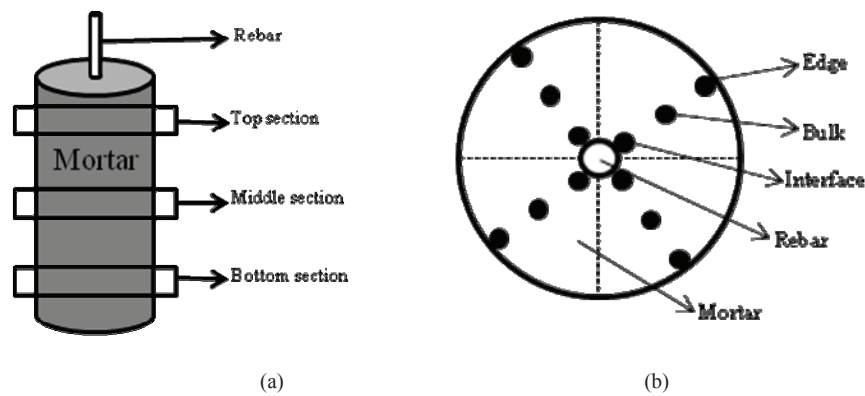 Rebar
Top section
Mortar
Middle section
Bottom section
(a)
Edge
Bulk
Interface
Rebar
Mortar
(b)